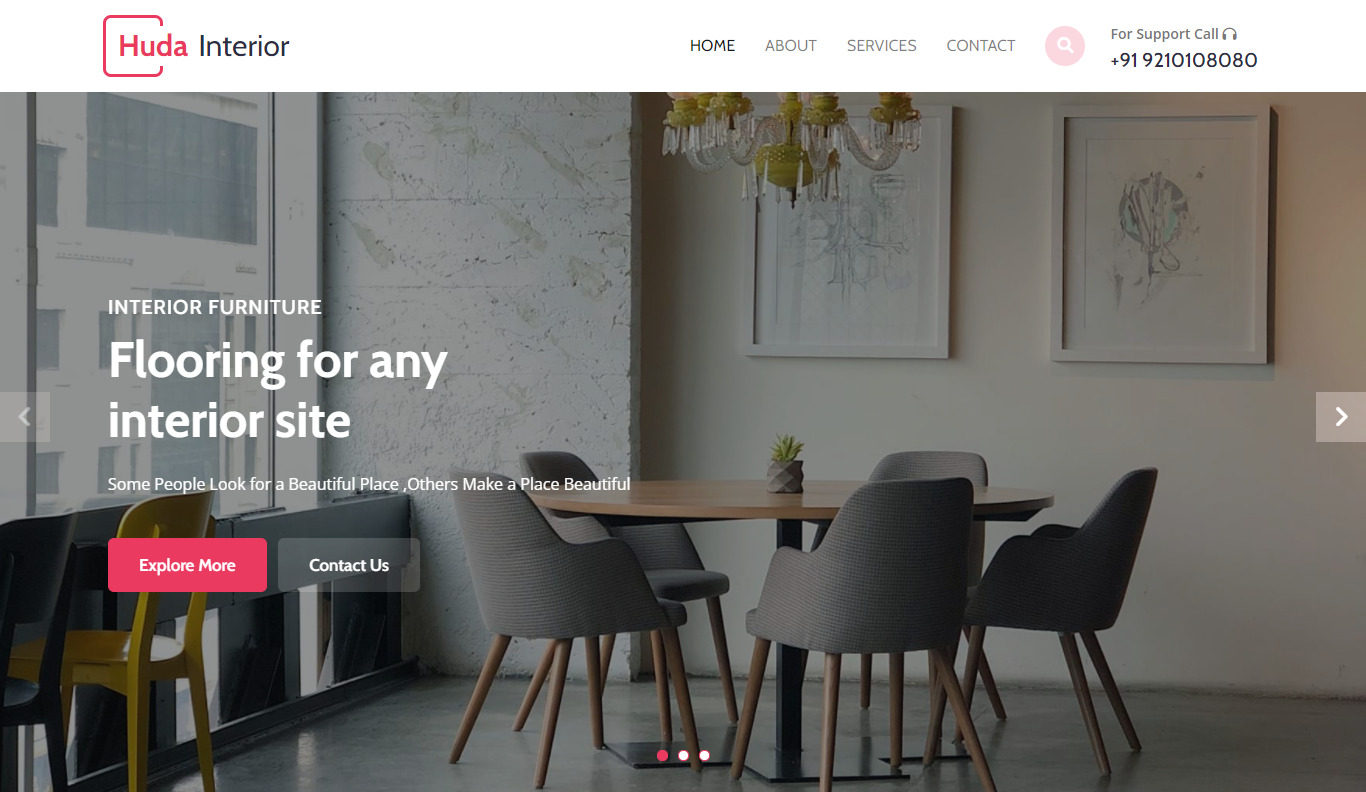 Huda Interior
HOME ABOUT SERVICES CONTACT
For Support Call
+91 9210108080
INTERIOR FURNITURE
Flooring for any
interior site
Some People Look for a Beautiful Place ,Others Make a Place Beautiful
Explore More Contact Us